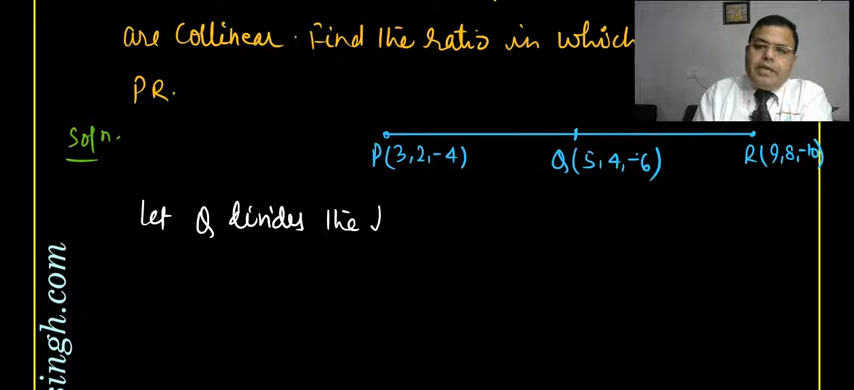 are Collinear. Find the ratio in which
PR.
Soln.
P(3,2,-4) Q(5,4,-6) R(9,8,-10)
Let Q divides the
singh.com